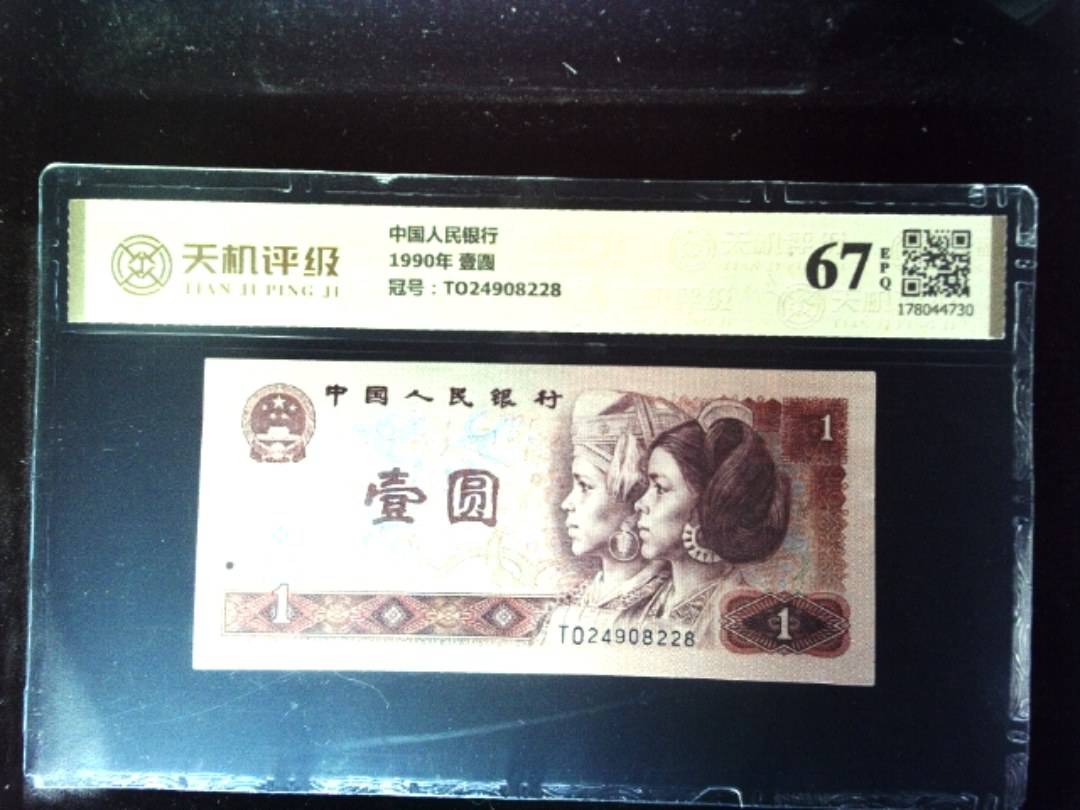 天机评级
TIAN JI PING JI
中国人民银行
1990年 壹圆
冠号：TO24908228
67
EPQ
178044730
中国人民银行
壹圆
1
1
1
TO24908228